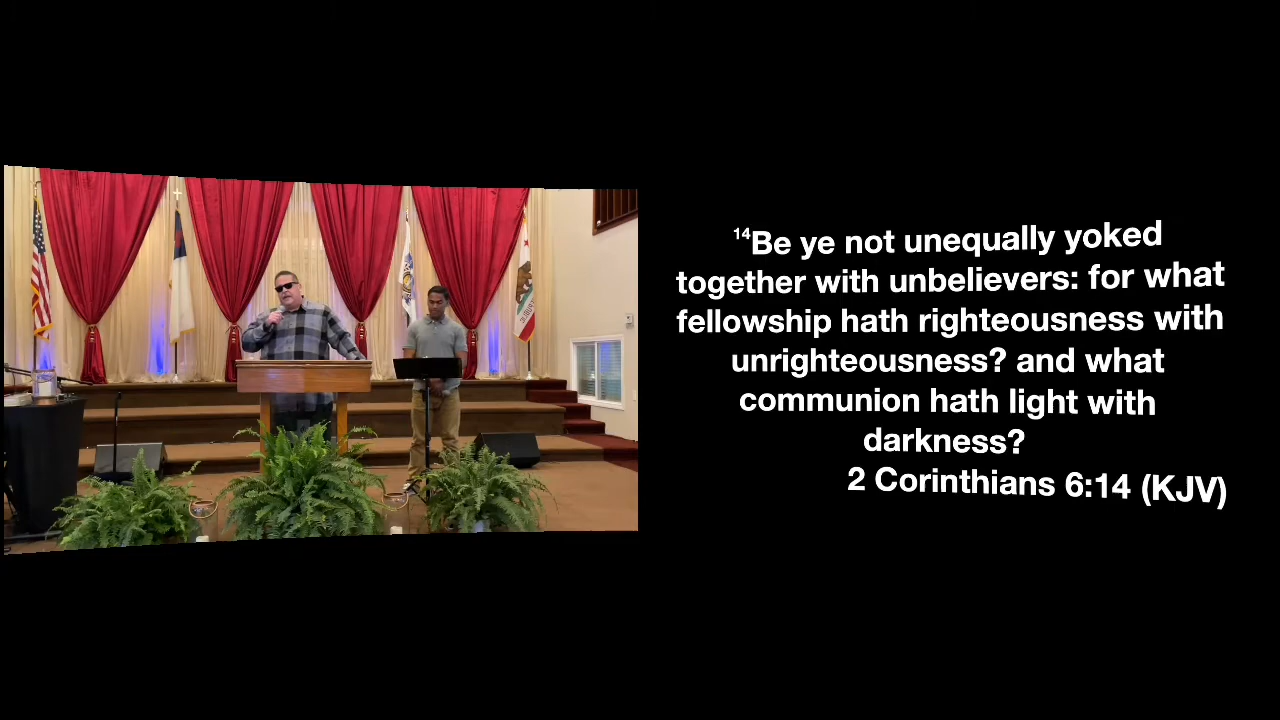 ¹⁴Be ye not unequally yoked
together with unbelievers: for what
fellowship hath righteousness with
unrighteousness? and what
communion hath light with
darkness?
2 Corinthians 6:14 (KJV)